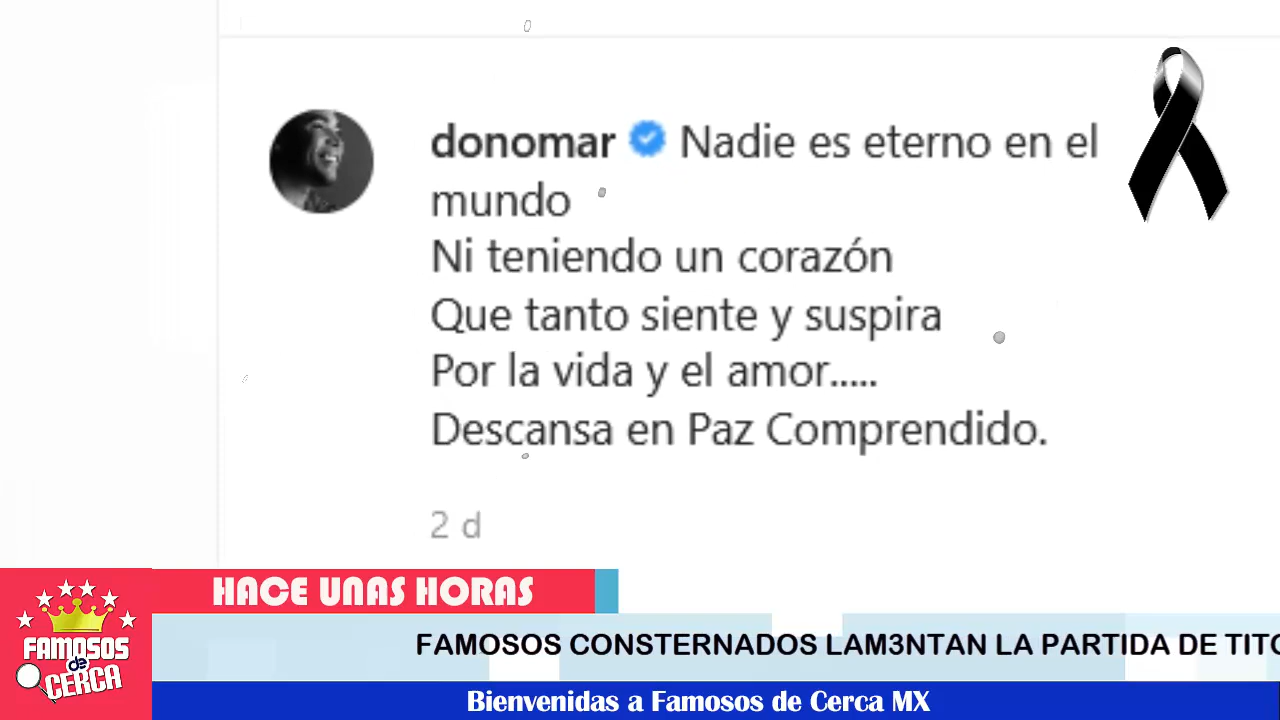 donomar Nadie es eterno en el
mundo
Ni teniendo un corazón
Que tanto siente y suspira
Por la vida y el amor.....
Descansa en Paz Comprendido.
2 d
HACE UNAS HORAS
FAMOSOS CONSTERNADOS LAM3NTAN LA PARTIDA DE TITO
FAMOSOS
de
CERCA
Bienvenidas a Famosos de Cerca MX